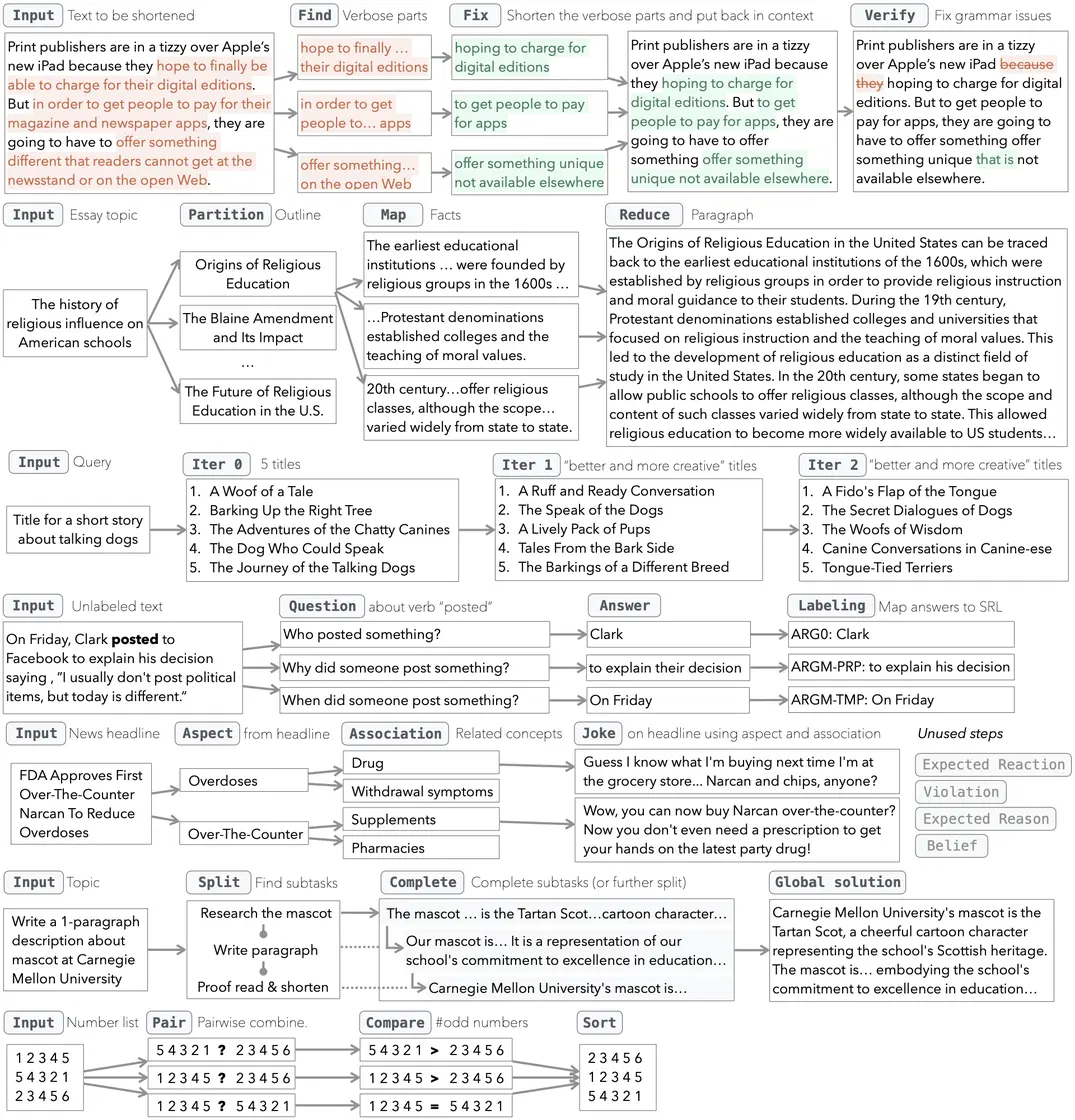 Input Text to be shortened
Print publishers are in a tizzy over Apple’s
new iPad because they hope to finally be
able to charge for their digital editions.
But in order to get people to pay for their
magazine and newspaper apps, they are
going to have to offer something
different that readers cannot get at the
newsstand or on the open Web.
Find Verbose parts
hope to finally …
their digital editions
in order to get
people to… apps
offer something…
on the open Web
Fix Shorten the verbose parts and put back in context
hoping to charge for
digital editions
to get people to pay
for apps
offer something unique
not available elsewhere
Print publishers are in a tizzy
over Apple’s new iPad because
they hoping to charge for
digital editions. But to get
people to pay for apps, they are
going to have to offer
something offer something
unique not available elsewhere.
Verify Fix grammar issues
Print publishers are in a tizzy
over Apple’s new iPad because
they hoping to charge for digital
editions. But to get people to
pay for apps, they are going to
have to offer something offer
something unique that is not
available elsewhere.
Input Essay topic
The history of
religious influence on
American schools
Partition Outline
Origins of Religious
Education
The Blaine Amendment
and Its Impact
…
The Future of Religious
Education in the U.S.
Map Facts
The earliest educational
institutions … were founded by
religious groups in the 1600s …
…Protestant denominations
established colleges and the
teaching of moral values.
20th century…offer religious
classes, although the scope…
varied widely from state to state.
Reduce Paragraph
The Origins of Religious Education in the United States can be traced
back to the earliest educational institutions of the 1600s, which were
established by religious groups in order to provide religious instruction
and moral guidance to their students. During the 19th century,
Protestant denominations established colleges and universities that
focused on religious instruction and the teaching of moral values. This
led to the development of religious education as a distinct field of
study in the United States. In the 20th century, some states began to
allow public schools to offer religious classes, although the scope and
content of such classes varied widely from state to state. This allowed
religious education to become more widely available to US students…
Input Query
Title for a short story
about talking dogs
Iter 0 5 titles
1. A Woof of a Tale
2. Barking Up the Right Tree
3. The Adventures of the Chatty Canines
4. The Dog Who Could Speak
5. The Journey of the Talking Dogs
Iter 1 “better and more creative” titles
1. A Ruff and Ready Conversation
2. The Speak of the Dogs
3. A Lively Pack of Pups
4. Tales From the Bark Side
5. The Barkings of a Different Breed
Iter 2 “better and more creative” titles
1. A Fido's Flap of the Tongue
2. The Secret Dialogues of Dogs
3. The Woofs of Wisdom
4. Canine Conversations in Canine-ese
5. Tongue-Tied Terriers
Input Unlabeled text
On Friday, Clark posted to
Facebook to explain his decision
saying , “I usually don't post political
items, but today is different.”
Question about verb “posted”
Who posted something?
Why did someone post something?
When did someone post something?
Answer
Clark
to explain their decision
On Friday
Labeling Map answers to SRL
ARG0: Clark
ARGM-PRP: to explain his decision
ARGM-TMP: On Friday
Input News headline
FDA Approves First
Over-The-Counter
Narcan To Reduce
Overdoses
Aspect from headline
Overdoses
Over-The-Counter
Association Related concepts
Drug
Withdrawal symptoms
Supplements
Pharmacies
Joke on headline using aspect and association
Guess I know what I'm buying next time I'm at
the grocery store... Narcan and chips, anyone?
Wow, you can now buy Narcan over-the-counter?
Now you don't even need a prescription to get
your hands on the latest party drug!
Unused steps
Expected Reaction
Violation
Expected Reason
Belief
Input Topic
Write a 1-paragraph
description about
mascot at Carnegie
Mellon University
Split Find subtasks
Research the mascot
Write paragraph
Proof read & shorten
Complete Complete subtasks (or further split)
The mascot … is the Tartan Scot…cartoon character…
Our mascot is… It is a representation of our
school's commitment to excellence in education…
Carnegie Mellon University's mascot is…
Global solution
Carnegie Mellon University's mascot is the
Tartan Scot, a cheerful cartoon character
representing the school's Scottish heritage.
The mascot is… embodying the school's
commitment to excellence in education…
Input Number list
1 2 3 4 5
5 4 3 2 1
2 3 4 5 6
Pair Pairwise combine.
5 4 3 2 1 ? 2 3 4 5 6
1 2 3 4 5 ? 2 3 4 5 6
1 2 3 4 5 ? 5 4 3 2 1
Compare #odd numbers
5 4 3 2 1 > 2 3 4 5 6
1 2 3 4 5 > 2 3 4 5 6
1 2 3 4 5 = 5 4 3 2 1
Sort
2 3 4 5 6
1 2 3 4 5
5 4 3 2 1